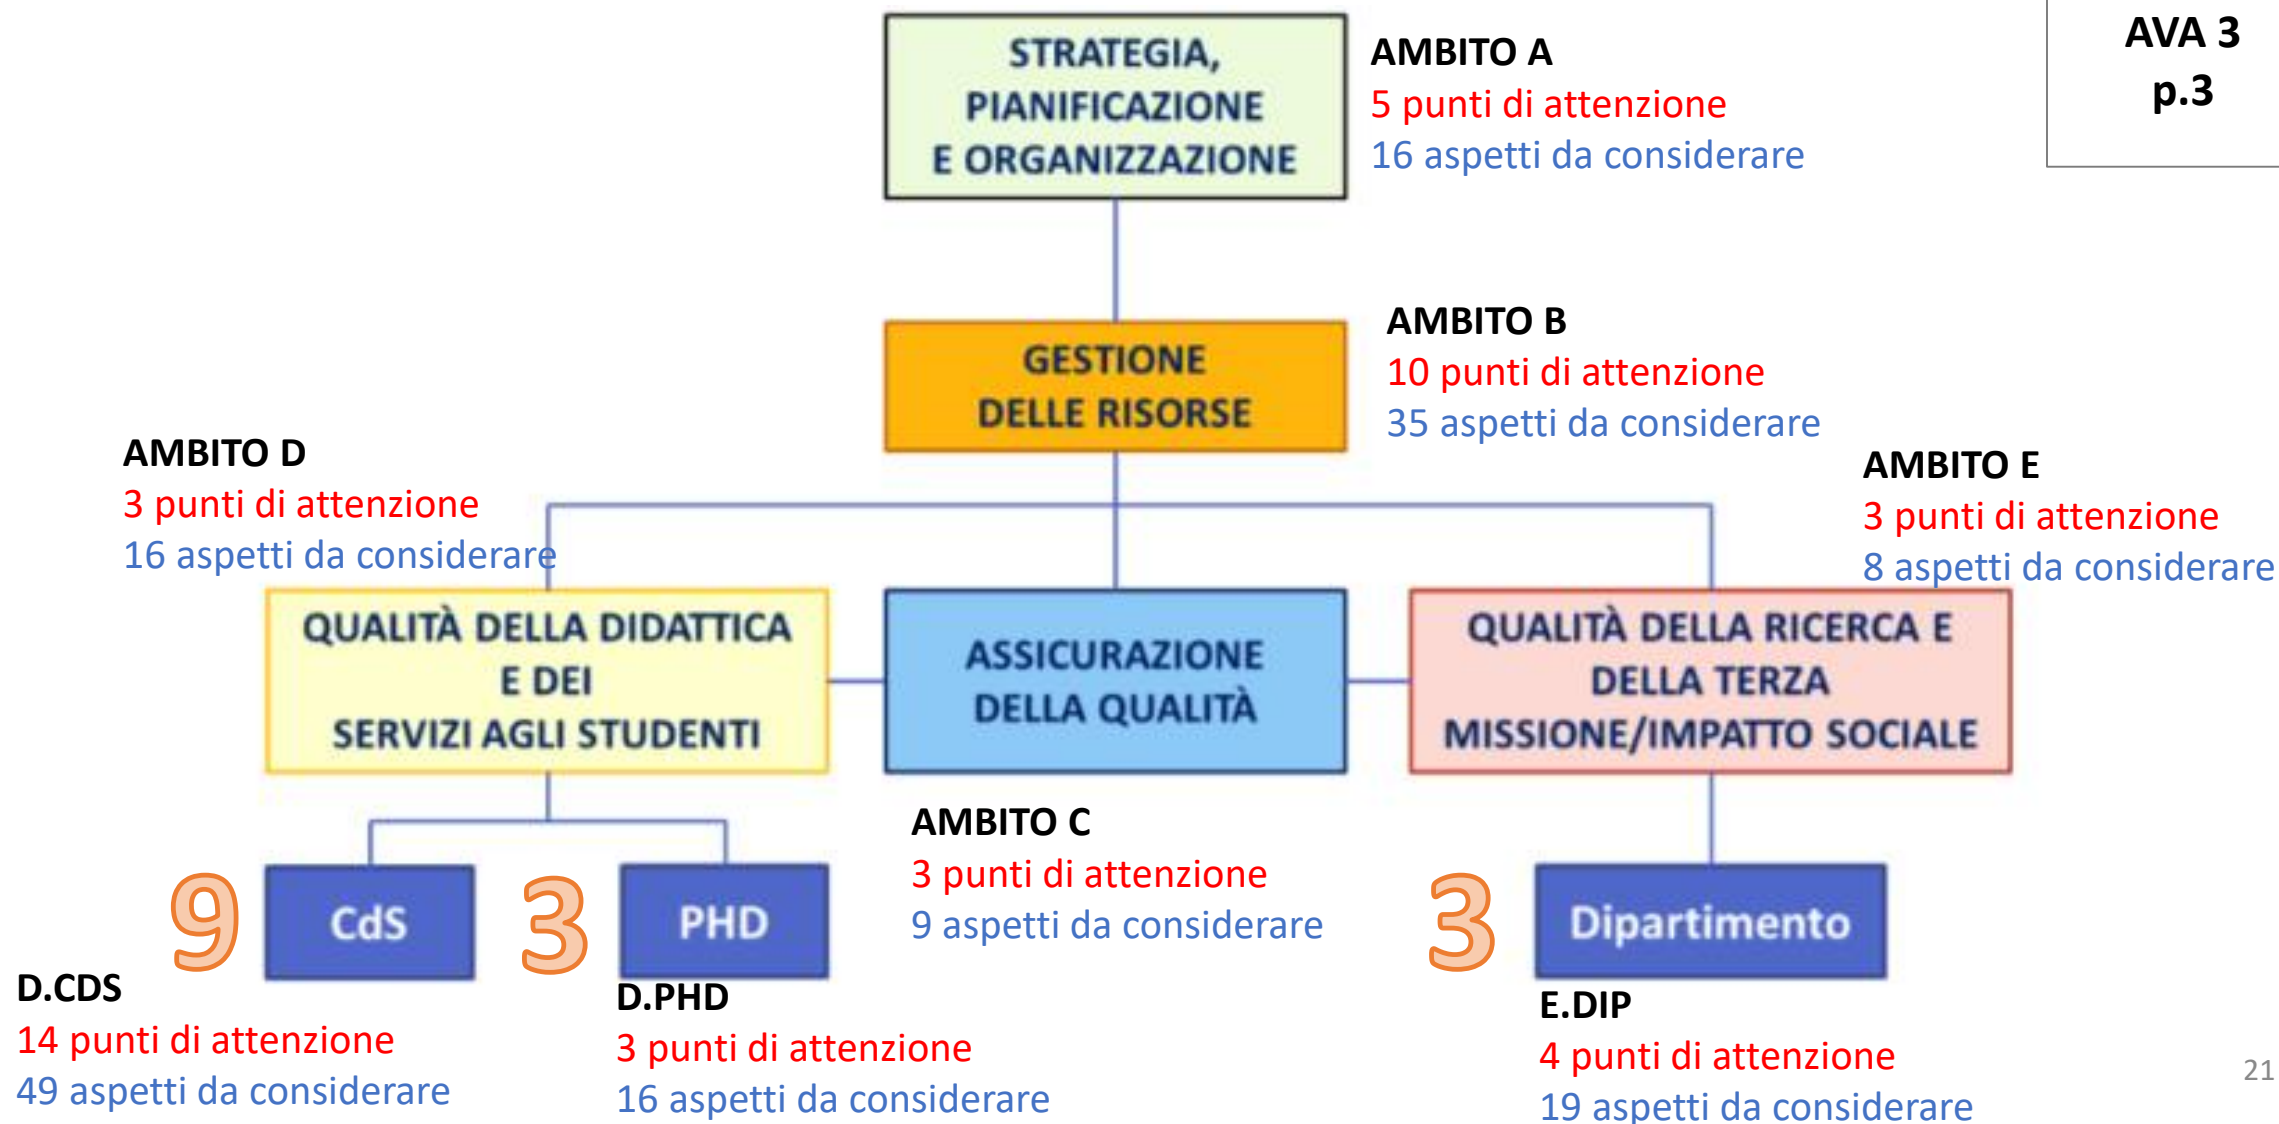 AVA 3
p.3
STRATEGIA,
PIANIFICAZIONE
E ORGANIZZAZIONE
AMBITO A
5 punti di attenzione
16 aspetti da considerare
GESTIONE
DELLE RISORSE
AMBITO B
10 punti di attenzione
35 aspetti da considerare
AMBITO D
3 punti di attenzione
16 aspetti da considerare
AMBITO E
3 punti di attenzione
8 aspetti da considerare
QUALITÀ DELLA DIDATTICA
E DEI
SERVIZI AGLI STUDENTI
ASSICURAZIONE
DELLA QUALITÀ
QUALITÀ DELLA RICERCA E
DELLA TERZA
MISSIONE/IMPATTO SOCIALE
AMBITO C
3 punti di attenzione
9 aspetti da considerare
9
CdS
3
PHD
3
Dipartimento
D.CDS
14 punti di attenzione
49 aspetti da considerare
D.PHD
3 punti di attenzione
16 aspetti da considerare
E.DIP
4 punti di attenzione
19 aspetti da considerare
21